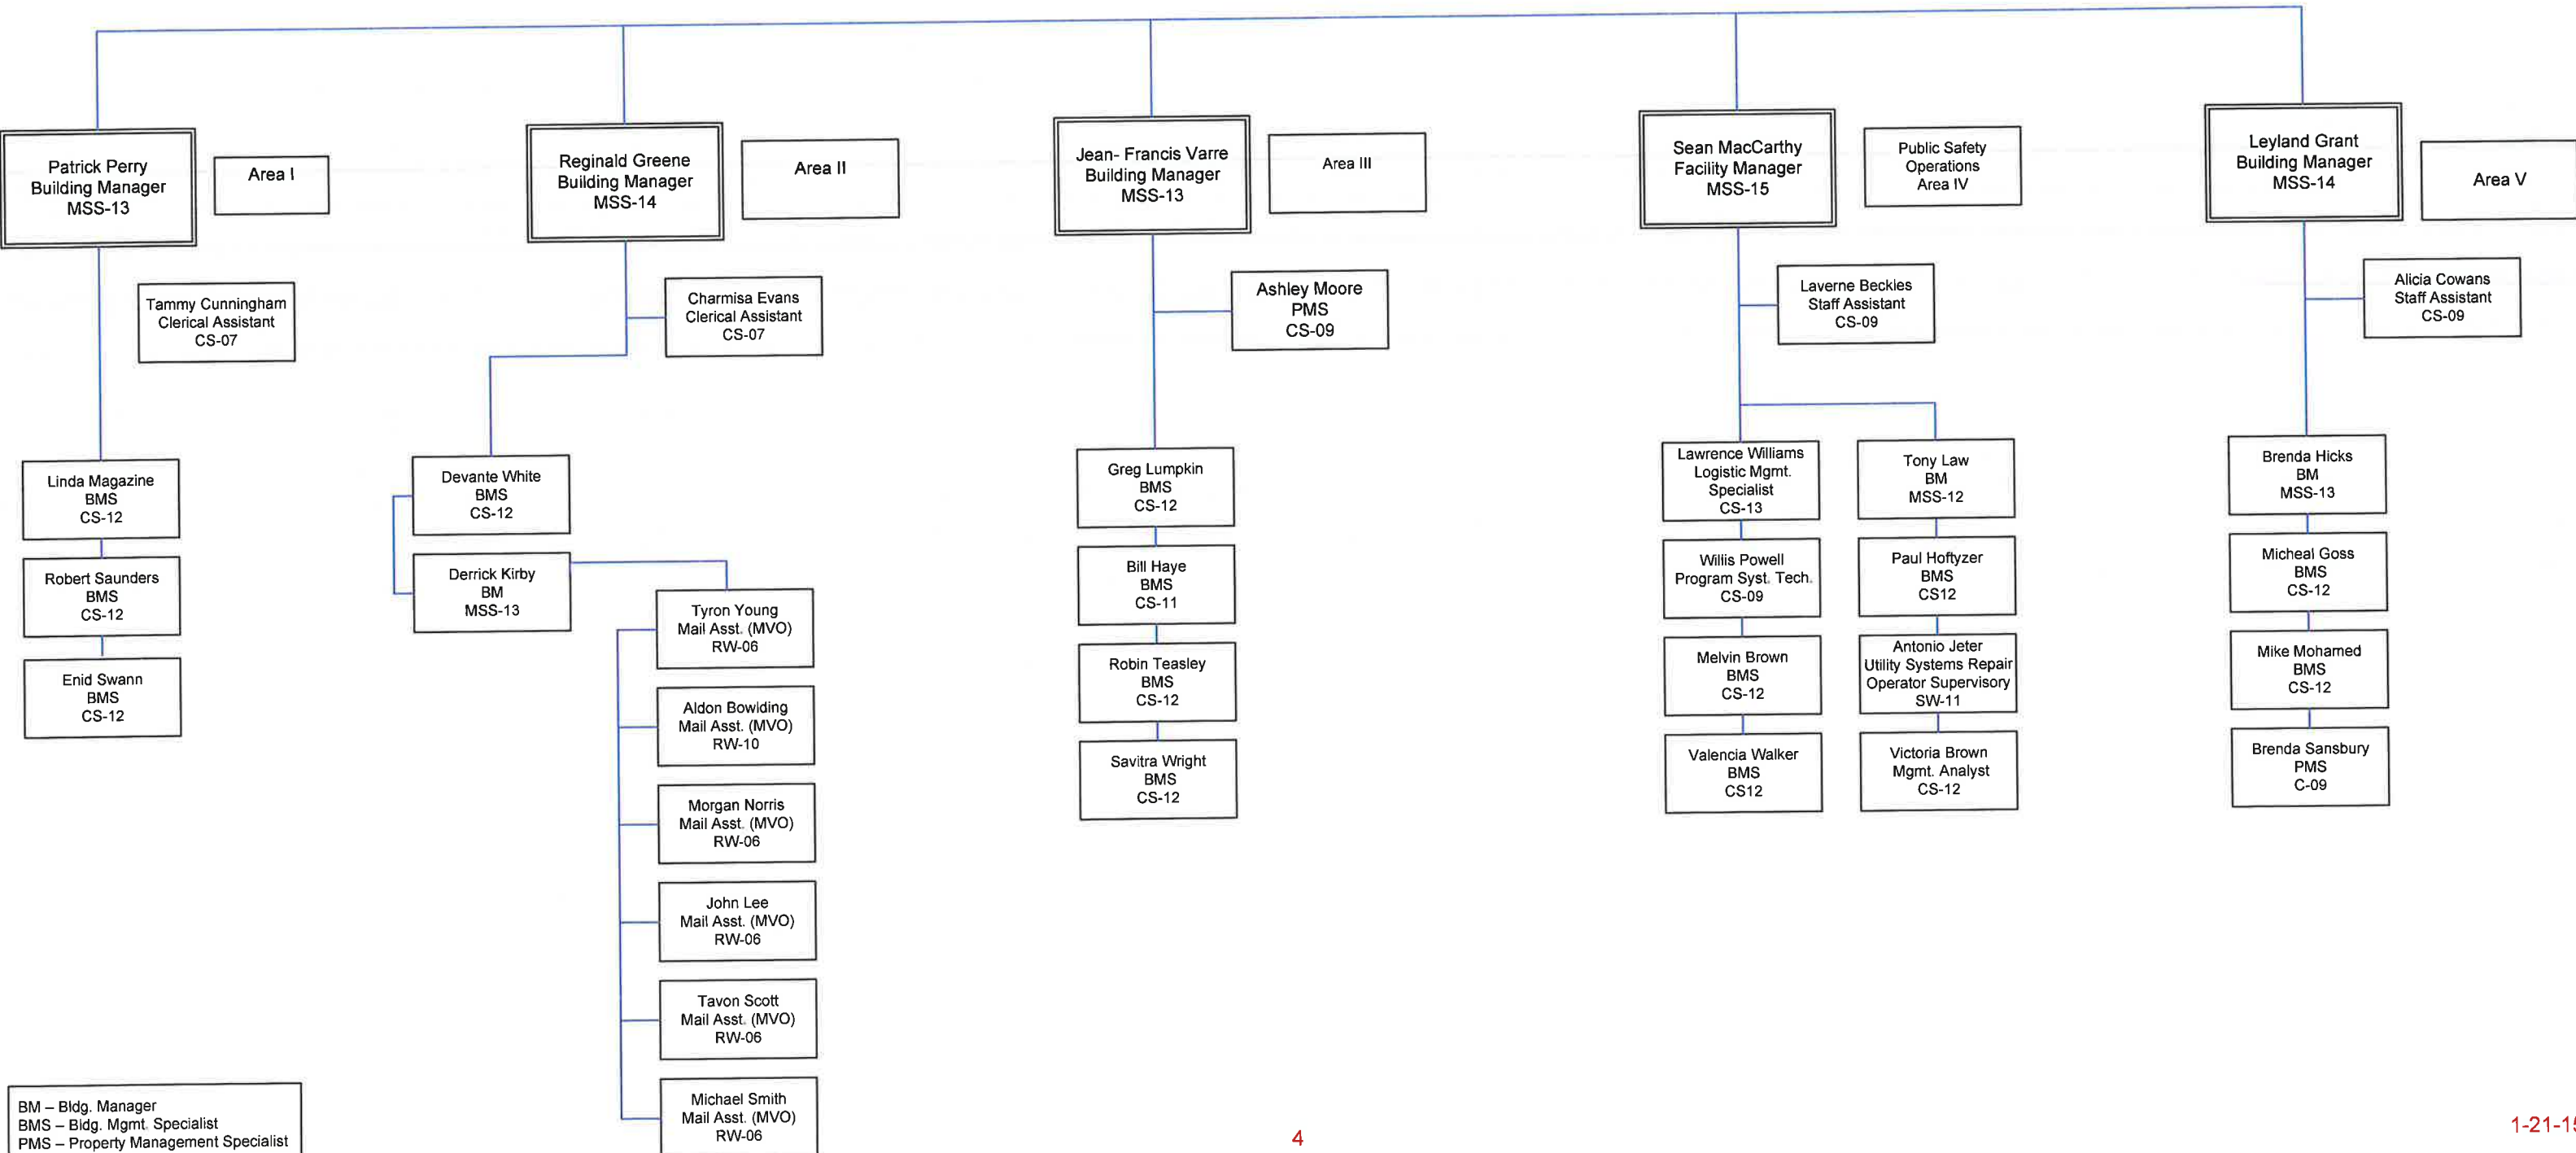 Patrick Perry
Building Manager
MSS-13
Area I
Tammy Cunningham
Clerical Assistant
CS-07
Linda Magazine
BMS
CS-12
Robert Saunders
BMS
CS-12
Enid Swann
BMS
CS-12
Reginald Greene
Building Manager
MSS-14
Area II
Charmisa Evans
Clerical Assistant
CS-07
Devante White
BMS
CS-12
Derrick Kirby
BM
MSS-13
Tyron Young
Mail Asst. (MVO)
RW-06
Aldon Bowlding
Mail Asst. (MVO)
RW-10
Morgan Norris
Mail Asst. (MVO)
RW-06
John Lee
Mail Asst. (MVO)
RW-06
Tavon Scott
Mail Asst. (MVO)
RW-06
Michael Smith
Mail Asst. (MVO)
RW-06
Jean- Francis Varre
Building Manager
MSS-13
Area III
Ashley Moore
PMS
CS-09
Greg Lumpkin
BMS
CS-12
Bill Haye
BMS
CS-11
Robin Teasley
BMS
CS-12
Savitra Wright
BMS
CS-12
Sean MacCarthy
Facility Manager
MSS-15
Public Safety
Operations
Area IV
Laverne Beckles
Staff Assistant
CS-09
Lawrence Williams
Logistic Mgmt.
Specialist
CS-13
Willis Powell
Program Syst. Tech.
CS-09
Melvin Brown
BMS
CS-12
Valencia Walker
BMS
CS12
Tony Law
BM
MSS-12
Paul Hoftyzer
BMS
CS12
Antonio Jeter
Utility Systems Repair
Operator Supervisory
SW-11
Victoria Brown
Mgmt. Analyst
CS-12
Leyland Grant
Building Manager
MSS-14
Area V
Alicia Cowans
Staff Assistant
CS-09
Brenda Hicks
BM
MSS-13
Micheal Goss
BMS
CS-12
Mike Mohamed
BMS
CS-12
Brenda Sansbury
PMS
C-09
BM – Bldg. Manager
BMS – Bldg. Mgmt. Specialist
PMS – Property Management Specialist
4
1-21-15